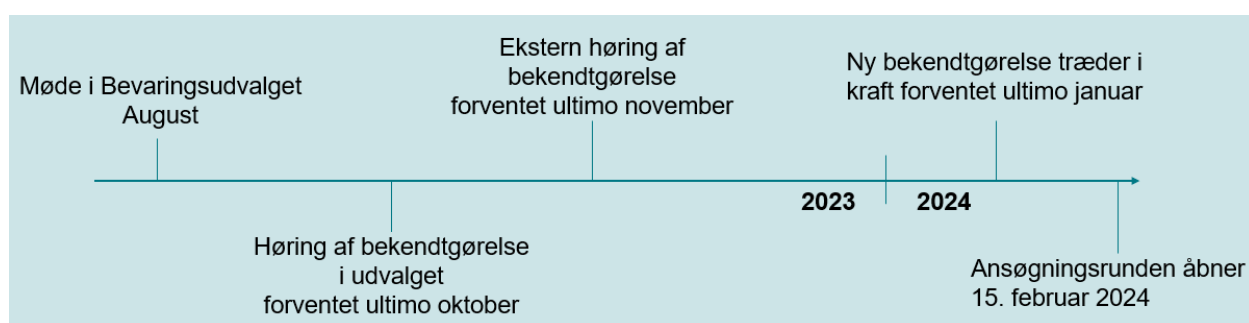 Møde i Bevaringsudvalget
August
Høring af bekendtgørelse
i udvalget
forventet ultimo oktober
Ekstern høring af
bekendtgørelse
forventet ultimo november
2023
2024
Ny bekendtgørelse træder i
kraft forventet ultimo januar
Ansøgningsrunden åbner
15. februar 2024